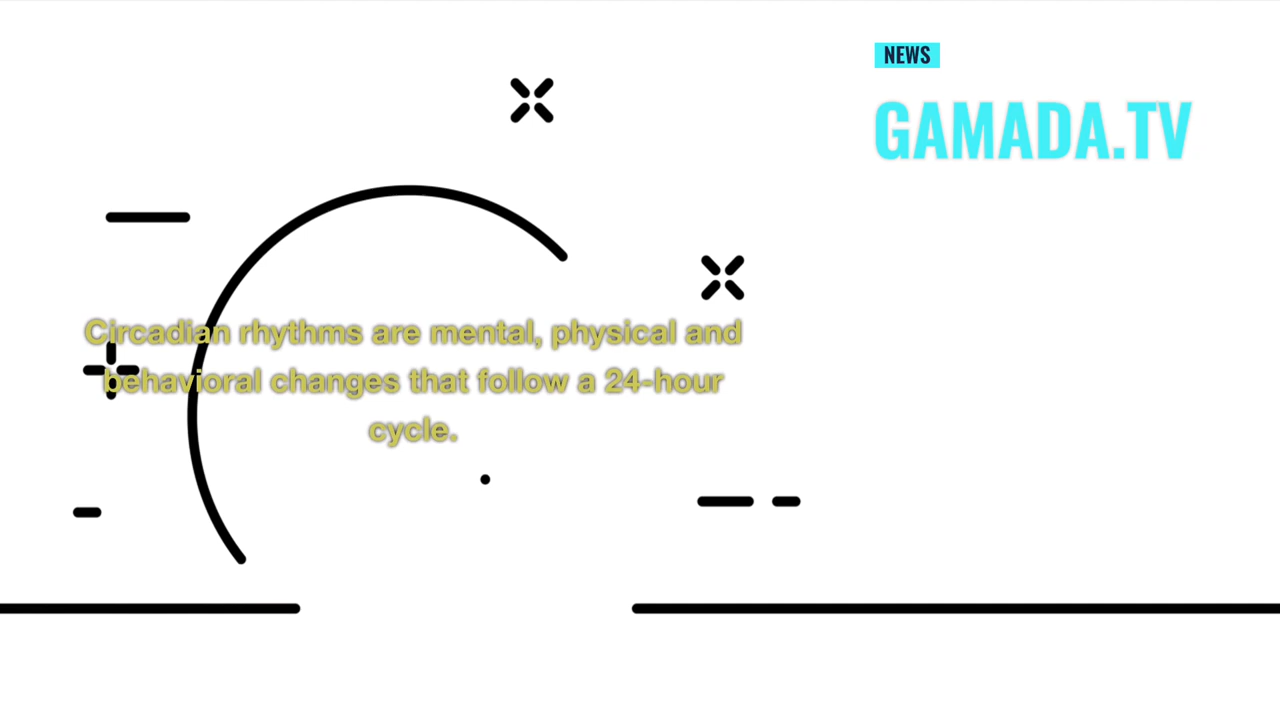 NEWS
GAMADA.TV
Circadian rhythms are mental, physical and
behavioral changes that follow a 24-hour
cycle.